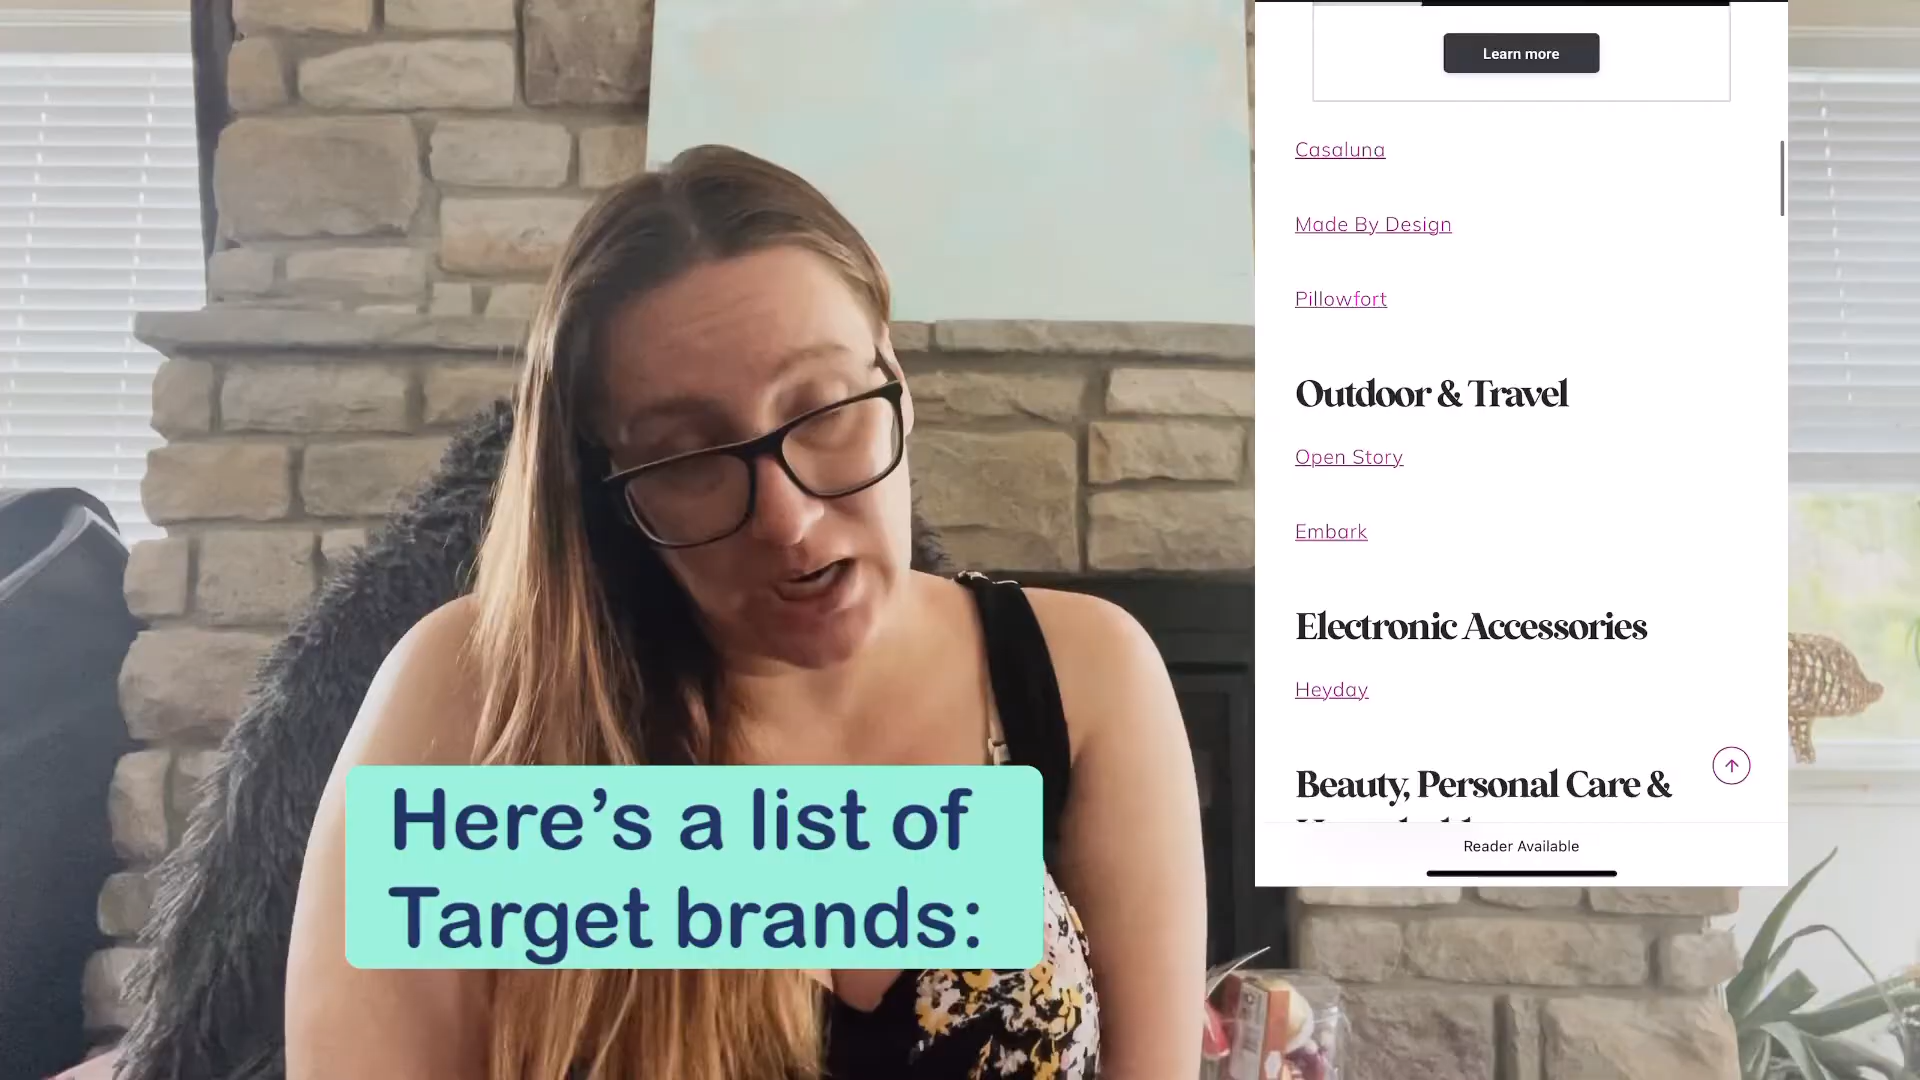 Learn more
Casaluna
Made By Design
Pillowfort
Outdoor & Travel
Open Story
Embark
Electronic Accessories
Heyday
Beauty, Personal Care &
Reader Available
Here's a list of
Target brands: